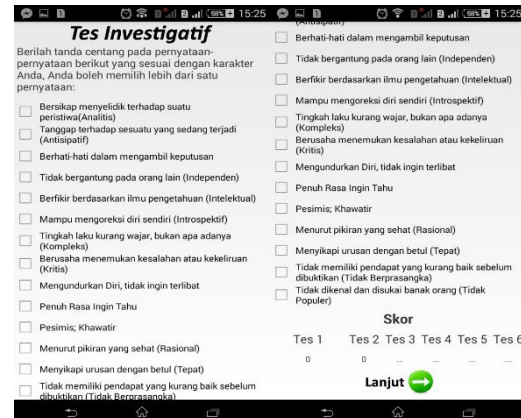 58% 15:25
Tes Investigatif
Berilah tanda centang pada pernyataan-
pernyataan berikut yang sesuai dengan karakter
Anda, Anda boleh memilih lebih dari satu
pernyataan:
Bersikap menyelidik terhadap suatu
peristiwa(Analitis)
Tanggap terhadap sesuatu yang sedang terjadi
(Antisipatif)
Berhati-hati dalam mengambil keputusan
Tidak bergantung pada orang lain (Independen)
Berfikir berdasarkan ilmu pengetahuan (Intelektual)
Mampu mengoreksi diri sendiri (Introspektif)
Tingkah laku kurang wajar, bukan apa adanya
(Kompleks)
Berusaha menemukan kesalahan atau kekeliruan
(Kritis)
Mengundurkan Diri, tidak ingin terlibat
Penuh Rasa Ingin Tahu
Pesimis; Khawatir
Menurut pikiran yang sehat (Rasional)
Menyikapi urusan dengan betul (Tepat)
Tidak memiliki pendapat yang kurang baik sebelum
dibuktikan (Tidak Berprasangka)
58% 15:25
(Antisipatif)
Berhati-hati dalam mengambil keputusan
Tidak bergantung pada orang lain (Independen)
Berfikir berdasarkan ilmu pengetahuan (Intelektual)
Mampu mengoreksi diri sendiri (Introspektif)
Tingkah laku kurang wajar, bukan apa adanya
(Kompleks)
Berusaha menemukan kesalahan atau kekeliruan
(Kritis)
Mengundurkan Diri, tidak ingin terlibat
Penuh Rasa Ingin Tahu
Pesimis; Khawatir
Menurut pikiran yang sehat (Rasional)
Menyikapi urusan dengan betul (Tepat)
Tidak memiliki pendapat yang kurang baik sebelum
dibuktikan (Tidak Berprasangka)
Tidak dikenal dan disukai banak orang (Tidak
Populer)
Skor
Tes 1 Tes 2 Tes 3 Tes 4 Tes 5 Tes 6
0 0 ... ... ... ...
Lanjut